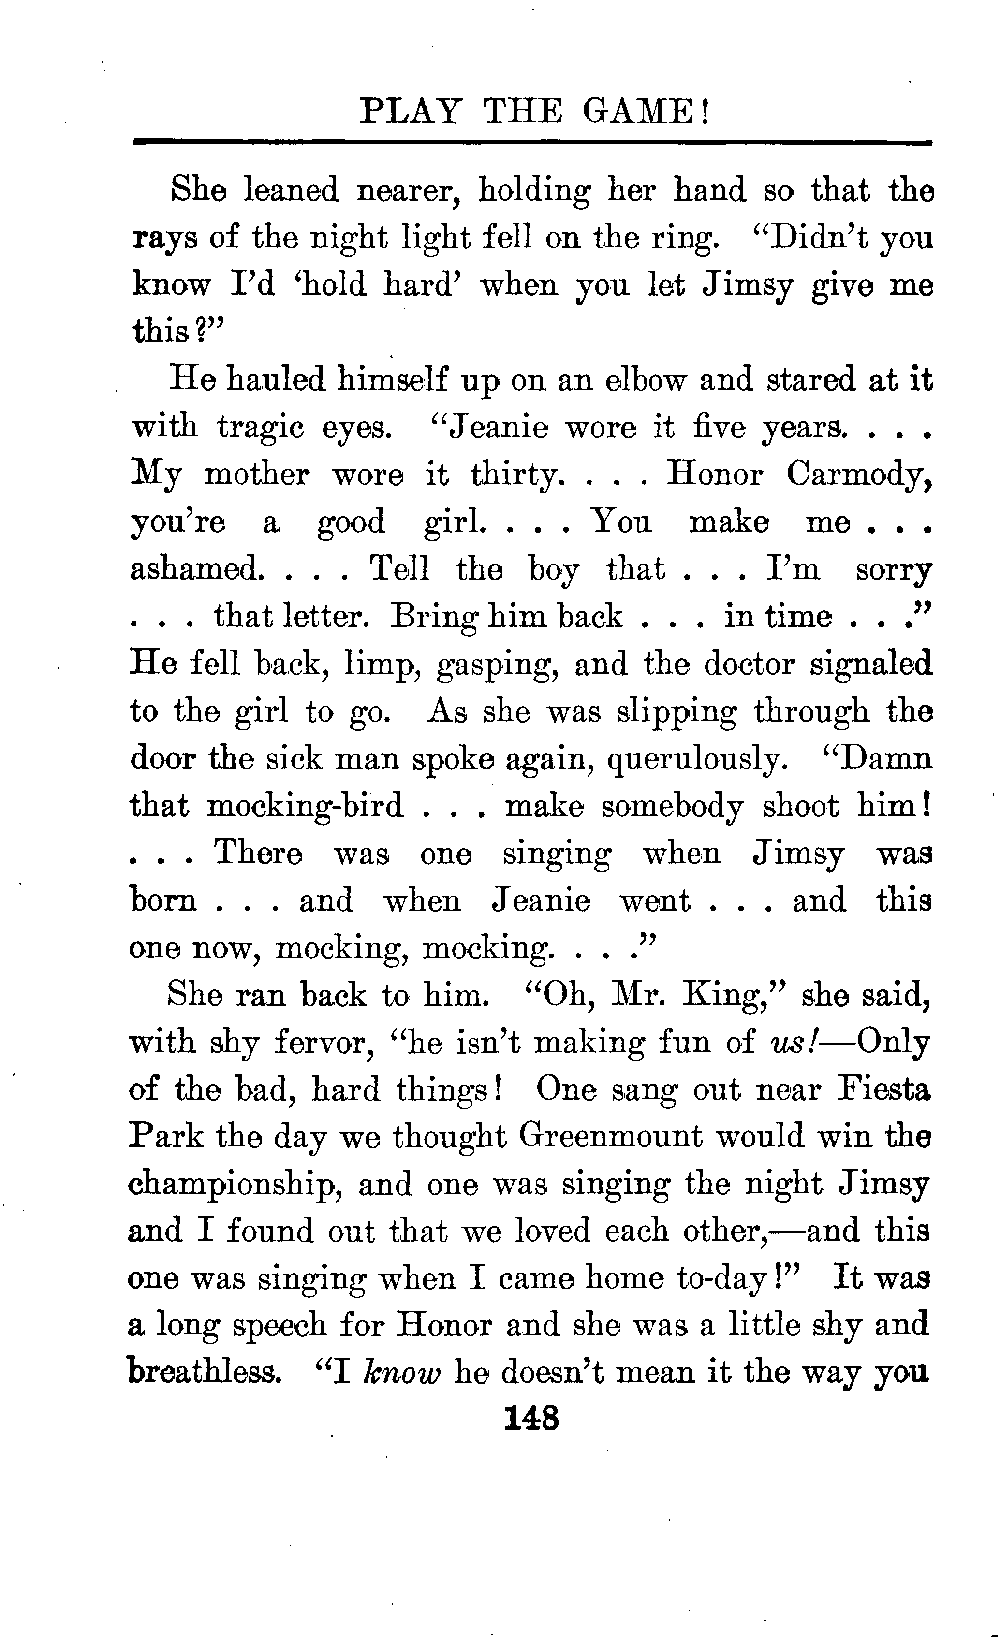 PLAY THE GAME!
She leaned nearer, holding her hand so that the
rays of the night light fell on the ring. “Didn’t you
know I’d ‘hold hard’ when you let Jimsy give me
this?”
He hauled himself up on an elbow and stared at it
with tragic eyes. “Jeanie wore it five years. . . .
My mother wore it thirty. . . . Honor Carmody,
you’re a good girl. . . . You make me . . .
ashamed. . . . Tell the boy that . . . I’m sorry
. . . that letter. Bring him back . . . in time . . .”
He fell back, limp, gasping, and the doctor signaled
to the girl to go. As she was slipping through the
door the sick man spoke again, querulously. “Damn
that mocking-bird . . . make somebody shoot him!
. . . There was one singing when Jimsy was
born . . . and when Jeanie went . . . and this
one now, mocking, mocking. . . .”
She ran back to him. “Oh, Mr. King,” she said,
with shy fervor, “he isn’t making fun of us!—Only
of the bad, hard things! One sang out near Fiesta
Park the day we thought Greenmount would win the
championship, and one was singing the night Jimsy
and I found out that we loved each other,—and this
one was singing when I came home to-day!” It was
a long speech for Honor and she was a little shy and
breathless. “I know he doesn’t mean it the way you
148